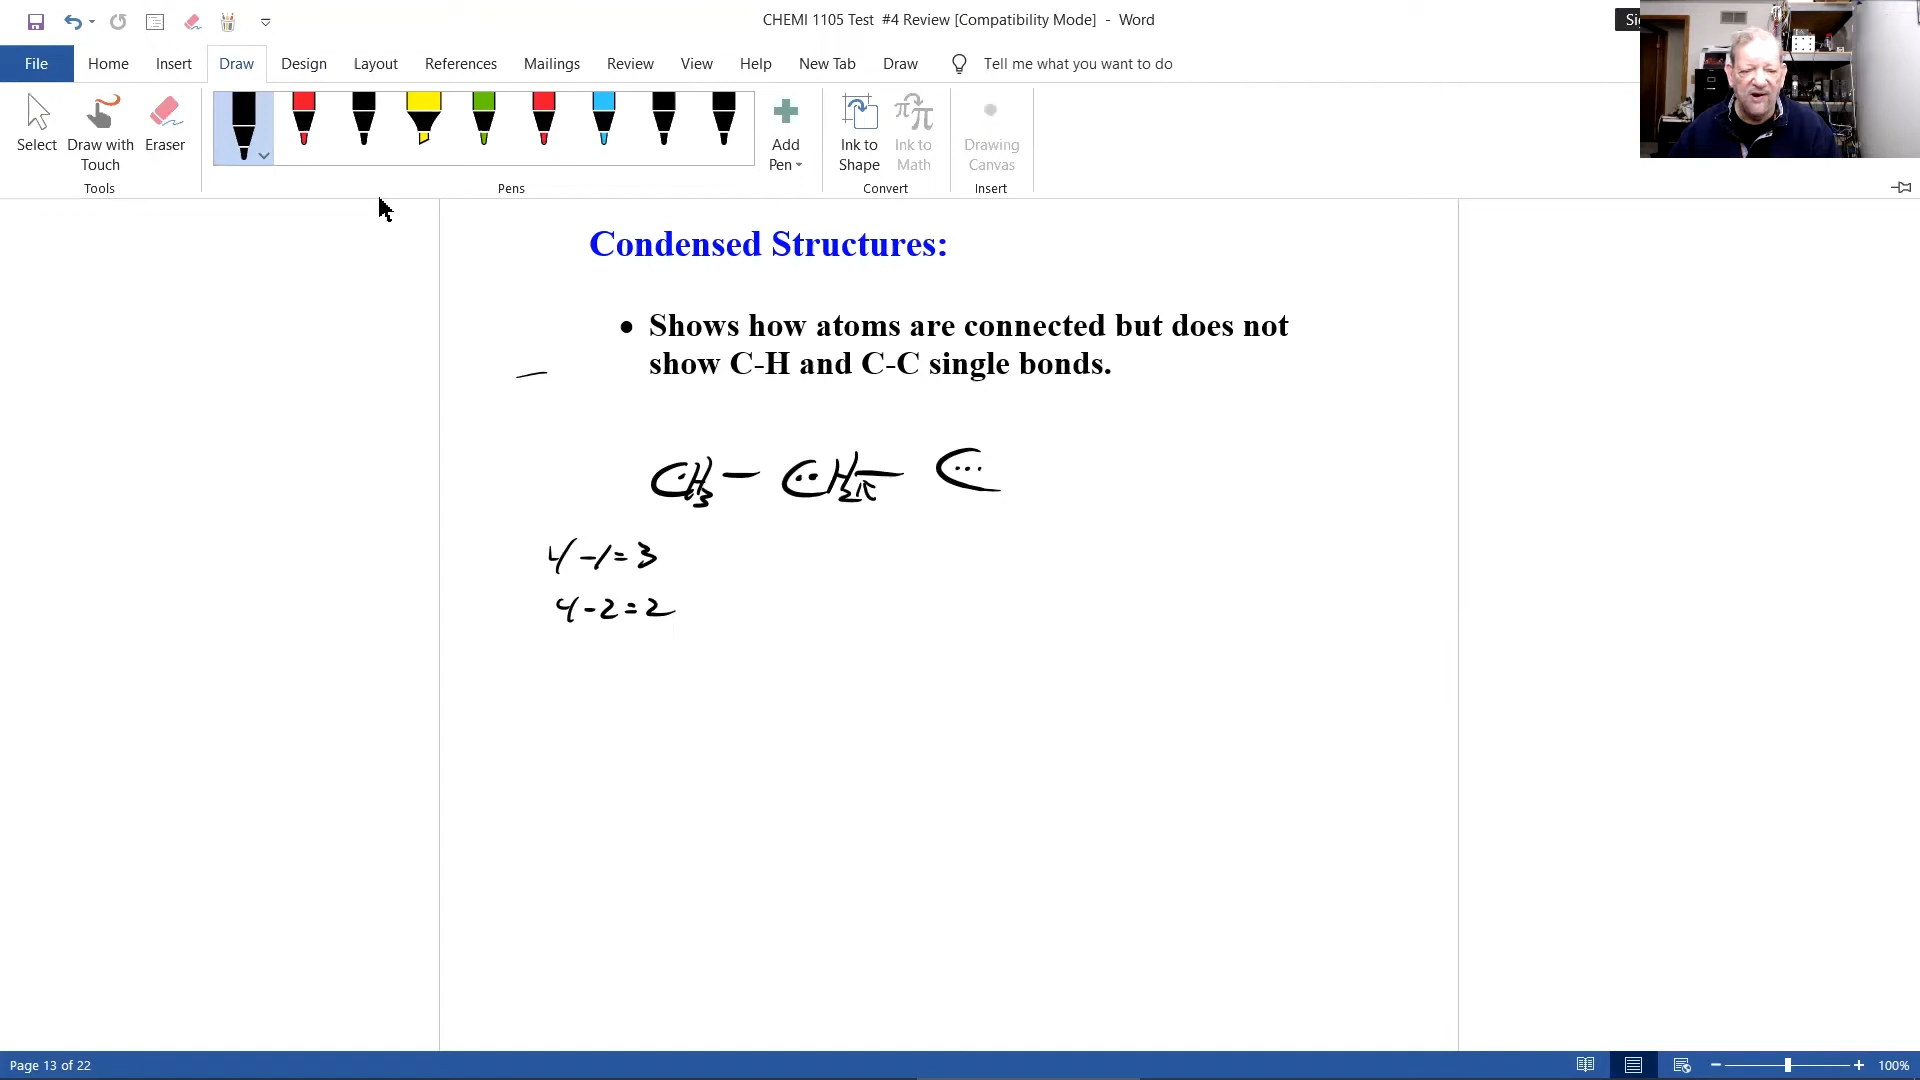 CHEMI 1105 Test #4 Review [Compatibility Mode] - Word
File Home Insert Draw Design Layout References Mailings Review View Help New Tab Draw Tell me what you want to do
Select Draw with Touch Eraser Add Pen Ink to Shape Ink to Math Drawing Canvas
Tools Pens Convert Insert
Condensed Structures:
• Shows how atoms are connected but does not
show C-H and C-C single bonds.
CH3 — CH2 — C
4 - 1 = 3
4 - 2 = 2
Page 13 of 22 100%